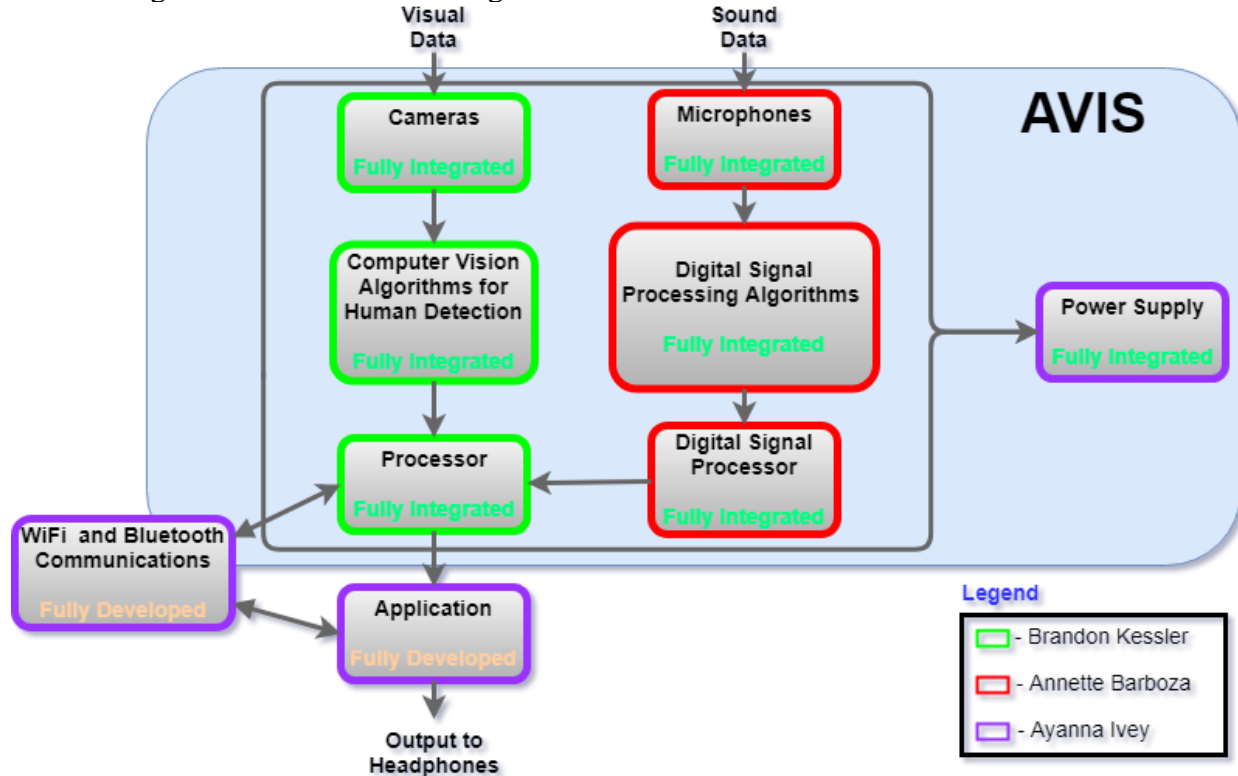 Visual
Data
Sound
Data
AVIS
Cameras
Fully Integrated
Microphones
Fully Integrated
Computer Vision
Algorithms for
Human Detection
Fully Integrated
Digital Signal
Processing Algorithms
Fully Integrated
Power Supply
Fully Integrated
Processor
Fully Integrated
Digital Signal
Processor
Fully Integrated
WiFi and Bluetooth
Communications
Fully Developed
Application
Fully Developed
Output to
Headphones
Legend
- Brandon Kessler
- Annette Barboza
- Ayanna Ivey